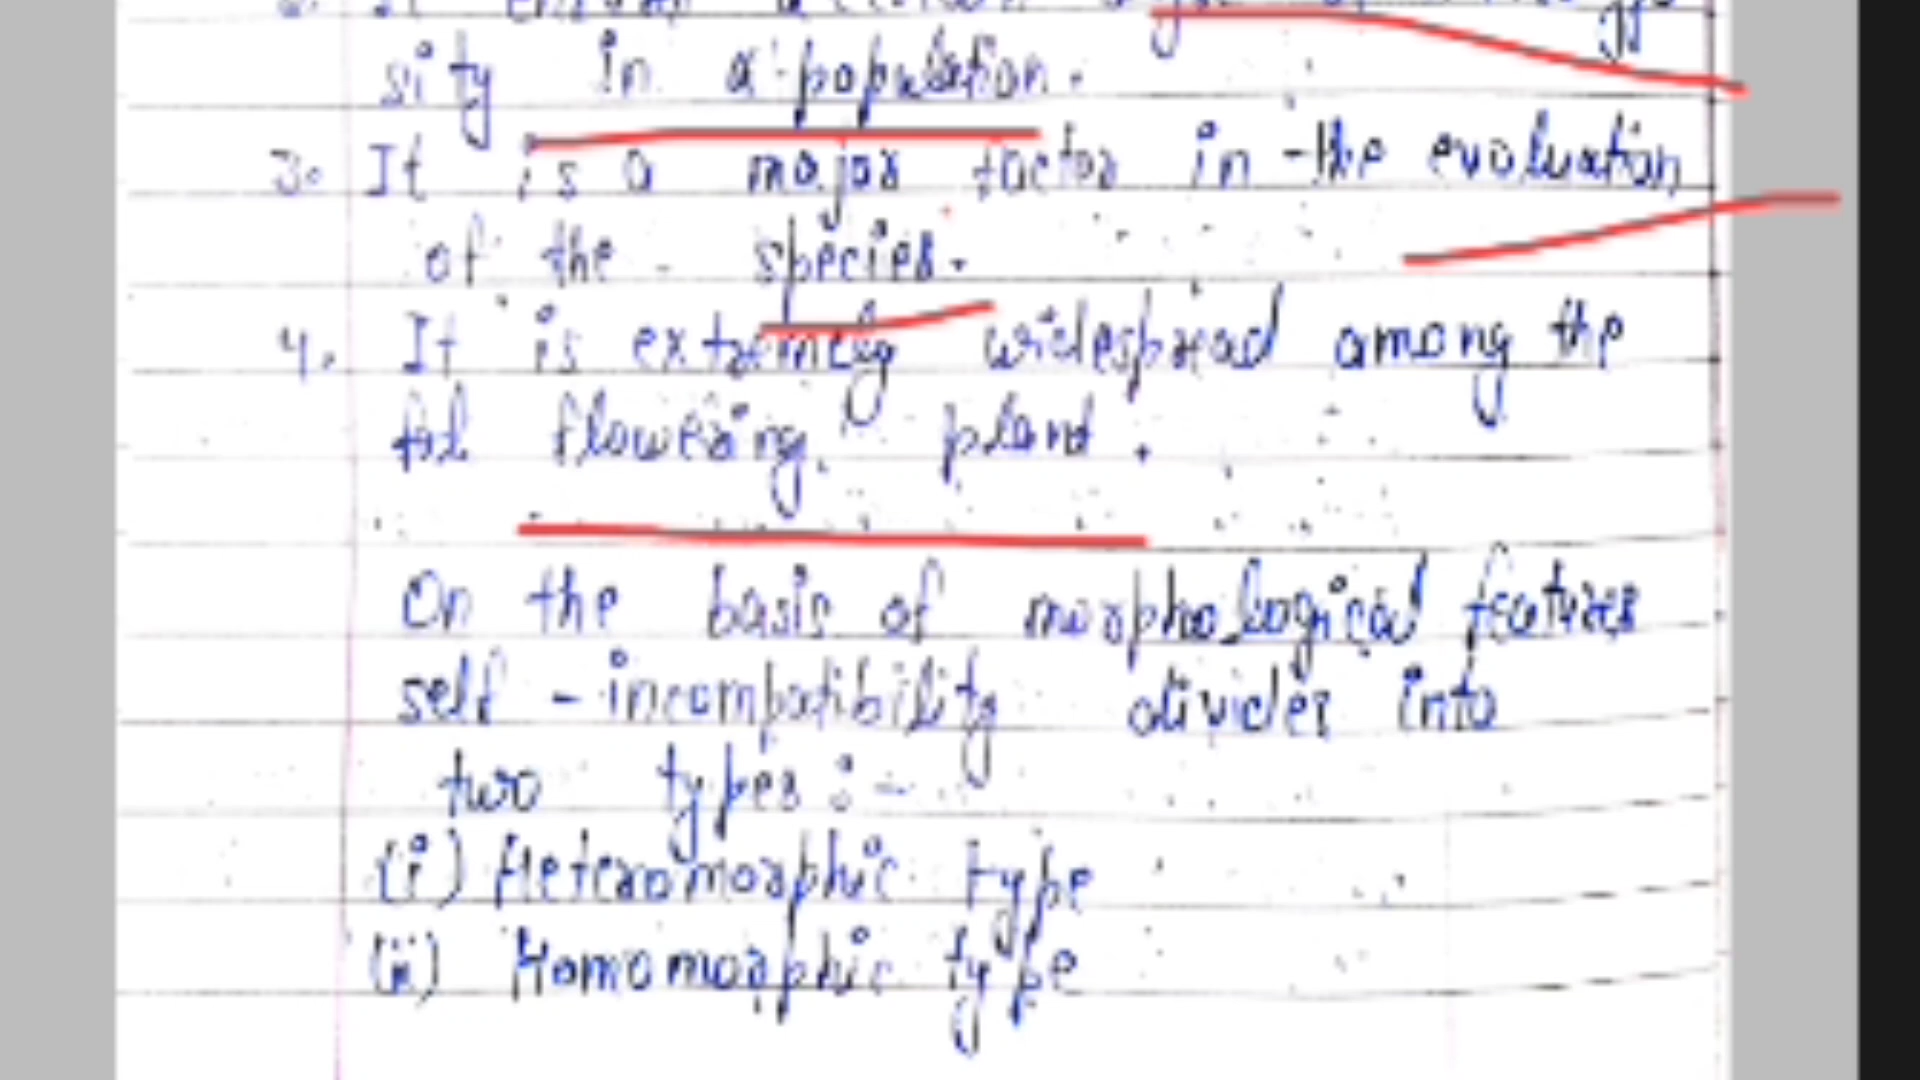 sity in a population.
3. It is a major factor in the evaluation
of the species.
4. It is extremely widespread among the
flowering plant.
On the basis of morphological features
self-incompatibility divides into
two types :-
(i) Heteromorphic type
(ii) Homomorphic type